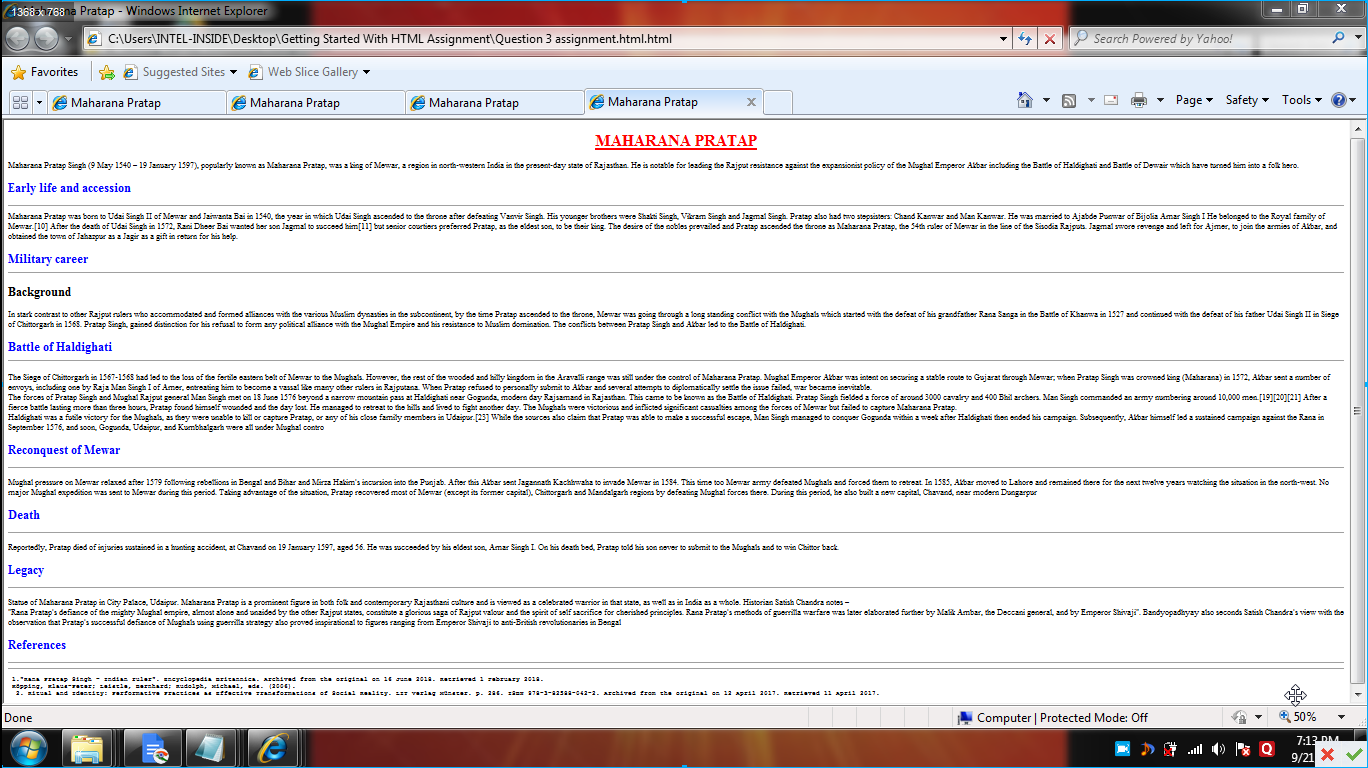 1368 x 768
Pratap - Windows Internet Explorer
C:\Users\INTEL-INSIDE\Desktop\Getting Started With HTML Assignment\Question 3 assignment.html.html
Search Powered by Yahoo!
Favorites
Suggested Sites
Web Slice Gallery
Maharana Pratap
Maharana Pratap
Maharana Pratap
Maharana Pratap
Page
Safety
Tools
MAHARANA PRATAP
Maharana Pratap Singh (9 May 1540 – 19 January 1597), popularly known as Maharana Pratap, was a king of Mewar, a region in north-western India in the present-day state of Rajasthan. He is notable for leading the Rajput resistance against the expansionist policy of the Mughal Emperor Akbar including the Battle of Haldighati and Battle of Dewair which have turned him into a folk hero.
Early life and accession
Maharana Pratap was born to Udai Singh II of Mewar and Jaiwanta Bai in 1540, the year in which Udai Singh ascended to the throne after defeating Vanvir Singh. His younger brothers were Shakti Singh, Vikram Singh and Jagmal Singh. Pratap also had two stepsisters: Chand Kanwar and Man Kanwar. He was married to Ajabde Punwar of Bijolia Amar Singh I He belonged to the Royal family of
Mewar.[10] After the death of Udai Singh in 1572, Rani Dheer Bai wanted her son Jagmal to succeed him[11] but senior courtiers preferred Pratap, as the eldest son, to be their king. The desire of the nobles prevailed and Pratap ascended the throne as Maharana Pratap, the 54th ruler of Mewar in the line of the Sisodia Rajputs. Jagmal swore revenge and left for Ajmer, to join the armies of Akbar, and
obtained the town of Jahazpur as a Jagir as a gift in return for his help.
Military career
Background
In stark contrast to other Rajput rulers who accommodated and formed alliances with the various Muslim dynasties in the subcontinent, by the time Pratap ascended to the throne, Mewar was going through a long standing conflict with the Mughals which started with the defeat of his grandfather Rana Sanga in the Battle of Khanwa in 1527 and continued with the defeat of his father Udai Singh II in Siege
of Chittorgarh in 1568. Pratap Singh, gained distinction for his refusal to form any political alliance with the Mughal Empire and his resistance to Muslim domination. The conflicts between Pratap Singh and Akbar led to the Battle of Haldighati.
Battle of Haldighati
The Siege of Chittorgarh in 1567-1568 had led to the loss of the fertile eastern belt of Mewar to the Mughals. However, the rest of the wooded and hilly kingdom in the Aravalli range was still under the control of Maharana Pratap. Mughal Emperor Akbar was intent on securing a stable route to Gujarat through Mewar; when Pratap Singh was crowned king (Maharana) in 1572, Akbar sent a number of
envoys, including one by Raja Man Singh I of Amer, entreating him to become a vassal like many other rulers in Rajputana. When Pratap refused to personally submit to Akbar and several attempts to diplomatically settle the issue failed, war became inevitable.
The forces of Pratap Singh and Mughal Rajput general Man Singh met on 18 June 1576 beyond a narrow mountain pass at Haldighati near Gogunda, modern day Rajsamand in Rajasthan. This came to be known as the Battle of Haldighati. Pratap Singh fielded a force of around 3000 cavalry and 400 Bhil archers. Man Singh commanded an army numbering around 10,000 men.[19][20][21] After a
fierce battle lasting more than three hours, Pratap found himself wounded and the day lost. He managed to retreat to the hills and lived to fight another day. The Mughals were victorious and inflicted significant casualties among the forces of Mewar but failed to capture Maharana Pratap.
Haldighati was a futile victory for the Mughals, as they were unable to kill or capture Pratap, or any of his close family members in Udaipur.[23] While the sources also claim that Pratap was able to make a successful escape, Man Singh managed to conquer Gogunda within a week after Haldighati then ended his campaign. Subsequently, Akbar himself led a sustained campaign against the Rana in
September 1576, and soon, Gogunda, Udaipur, and Kumbhalgarh were all under Mughal contro
Reconquest of Mewar
Mughal pressure on Mewar relaxed after 1579 following rebellions in Bengal and Bihar and Mirza Hakim's incursion into the Punjab. After this Akbar sent Jagannath Kachhwaha to invade Mewar in 1584. This time too Mewar army defeated Mughals and forced them to retreat. In 1585, Akbar moved to Lahore and remained there for the next twelve years watching the situation in the north-west. No
major Mughal expedition was sent to Mewar during this period. Taking advantage of the situation, Pratap recovered most of Mewar (except its former capital), Chittorgarh and Mandalgarh regions by defeating Mughal forces there. During this period, he also built a new capital, Chavand, near modern Dungarpur
Death
Reportedly, Pratap died of injuries sustained in a hunting accident, at Chavand on 19 January 1597, aged 56. He was succeeded by his eldest son, Amar Singh I. On his death bed, Pratap told his son never to submit to the Mughals and to win Chittor back.
Legacy
Statue of Maharana Pratap in City Palace, Udaipur. Maharana Pratap is a prominent figure in both folk and contemporary Rajasthani culture and is viewed as a celebrated warrior in that state, as well as in India as a whole. Historian Satish Chandra notes –
"Rana Pratap's defiance of the mighty Mughal empire, almost alone and unaided by the other Rajput states, constitute a glorious saga of Rajput valour and the spirit of self sacrifice for cherished principles. Rana Pratap's methods of guerrilla warfare was later elaborated further by Malik Ambar, the Deccani general, and by Emperor Shivaji". Bandyopadhyay also seconds Satish Chandra's view with the
observation that Pratap's successful defiance of Mughals using guerrilla strategy also proved inspirational to figures ranging from Emperor Shivaji to anti-British revolutionaries in Bengal
References
1."Rana Pratap Singh – Indian ruler". Encyclopedia Britannica. Archived from the original on 16 June 2018. Retrieved 1 February 2018.
Köpping, Klaus-Peter; Leistle, Bernhard; Rudolph, Michael, eds. (2006).
2. Ritual and Identity: Performative Practices as Effective Transformations of Social Reality. LIT Verlag Münster. p. 286. ISBN 978-3-82588-042-2. Archived from the original on 12 April 2017. Retrieved 11 April 2017.
Done
Computer | Protected Mode: Off
50%
7:13 PM
9/21